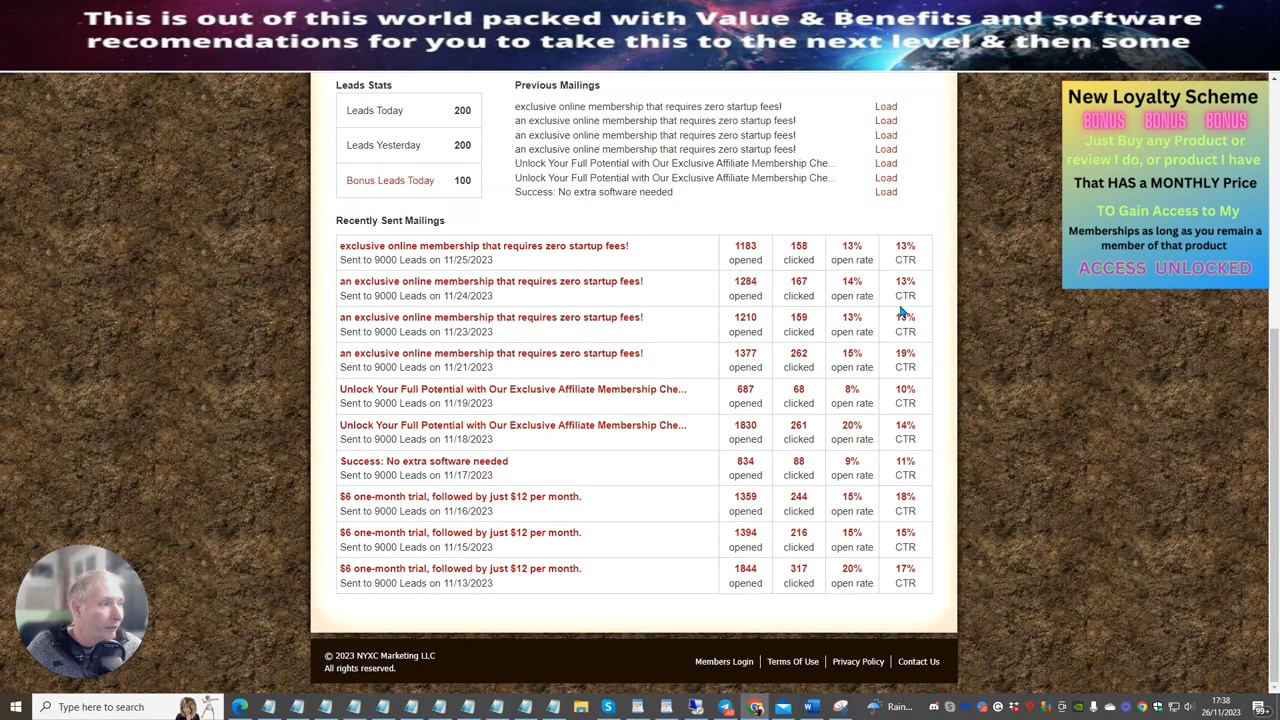 This is out of this world packed with Value & Benefits and software
recomendations for you to take this to the next level & then some
Leads Stats
Leads Today 200
Leads Yesterday 200
Bonus Leads Today 100
Previous Mailings
exclusive online membership that requires zero startup fees! Load
an exclusive online membership that requires zero startup fees! Load
an exclusive online membership that requires zero startup fees! Load
an exclusive online membership that requires zero startup fees! Load
Unlock Your Full Potential with Our Exclusive Affiliate Membership Che... Load
Unlock Your Full Potential with Our Exclusive Affiliate Membership Che... Load
Success: No extra software needed Load
Recently Sent Mailings
exclusive online membership that requires zero startup fees! 1183 158 13% 13%
Sent to 9000 Leads on 11/25/2023 opened clicked open rate CTR
an exclusive online membership that requires zero startup fees! 1284 167 14% 13%
Sent to 9000 Leads on 11/24/2023 opened clicked open rate CTR
an exclusive online membership that requires zero startup fees! 1210 159 13% 13%
Sent to 9000 Leads on 11/23/2023 opened clicked open rate CTR
an exclusive online membership that requires zero startup fees! 1377 262 15% 19%
Sent to 9000 Leads on 11/21/2023 opened clicked open rate CTR
Unlock Your Full Potential with Our Exclusive Affiliate Membership Che... 687 68 8% 10%
Sent to 9000 Leads on 11/19/2023 opened clicked open rate CTR
Unlock Your Full Potential with Our Exclusive Affiliate Membership Che... 1830 261 20% 14%
Sent to 9000 Leads on 11/18/2023 opened clicked open rate CTR
Success: No extra software needed 834 88 9% 11%
Sent to 9000 Leads on 11/17/2023 opened clicked open rate CTR
$6 one-month trial, followed by just $12 per month. 1359 244 15% 18%
Sent to 9000 Leads on 11/16/2023 opened clicked open rate CTR
$6 one-month trial, followed by just $12 per month. 1394 216 15% 15%
Sent to 9000 Leads on 11/15/2023 opened clicked open rate CTR
$6 one-month trial, followed by just $12 per month. 1844 317 20% 17%
Sent to 9000 Leads on 11/13/2023 opened clicked open rate CTR
© 2023 NYXC Marketing LLC
All rights reserved.
Members Login Terms Of Use Privacy Policy Contact Us
New Loyalty Scheme
BONUS BONUS BONUS
Just Buy any Product or
review I do, or product I have
That HAS a MONTHLY Price
TO Gain Access to My
Memberships as long as you remain a
member of that product
ACCESS UNLOCKED
Type here to search
Rain...
17:38
26/11/2023
99+